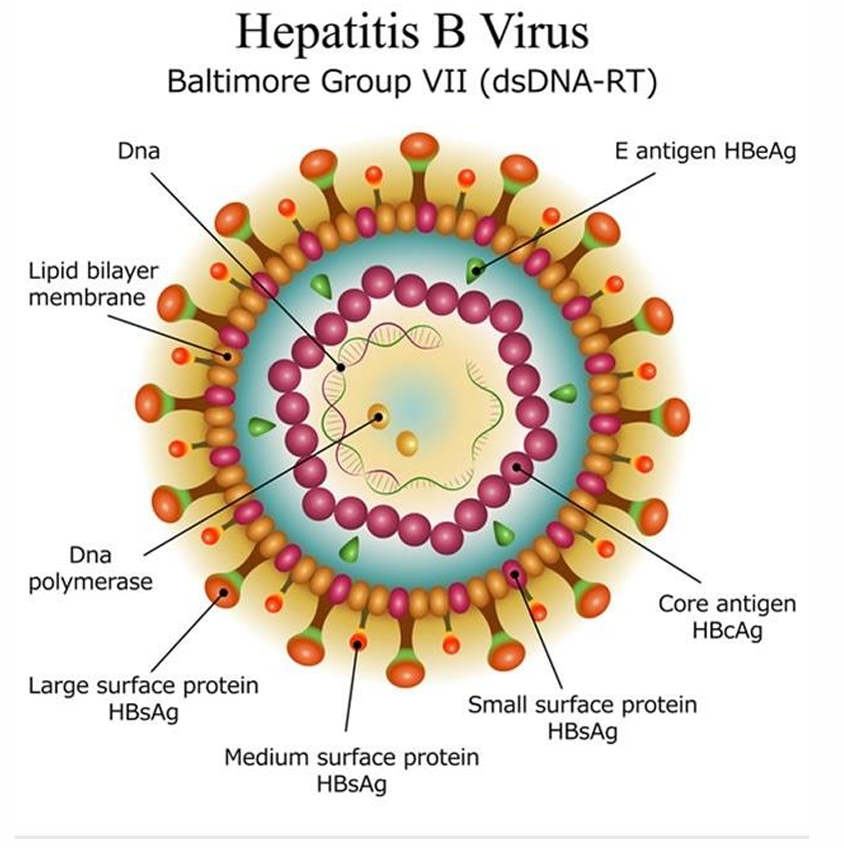 Hepatitis B Virus
Baltimore Group VII (dsDNA-RT)
Dna
E antigen HBeAg
Lipid bilayer
membrane
Dna
polymerase
Core antigen
HBcAg
Large surface protein
HBsAg
Small surface protein
HBsAg
Medium surface protein
HBsAg